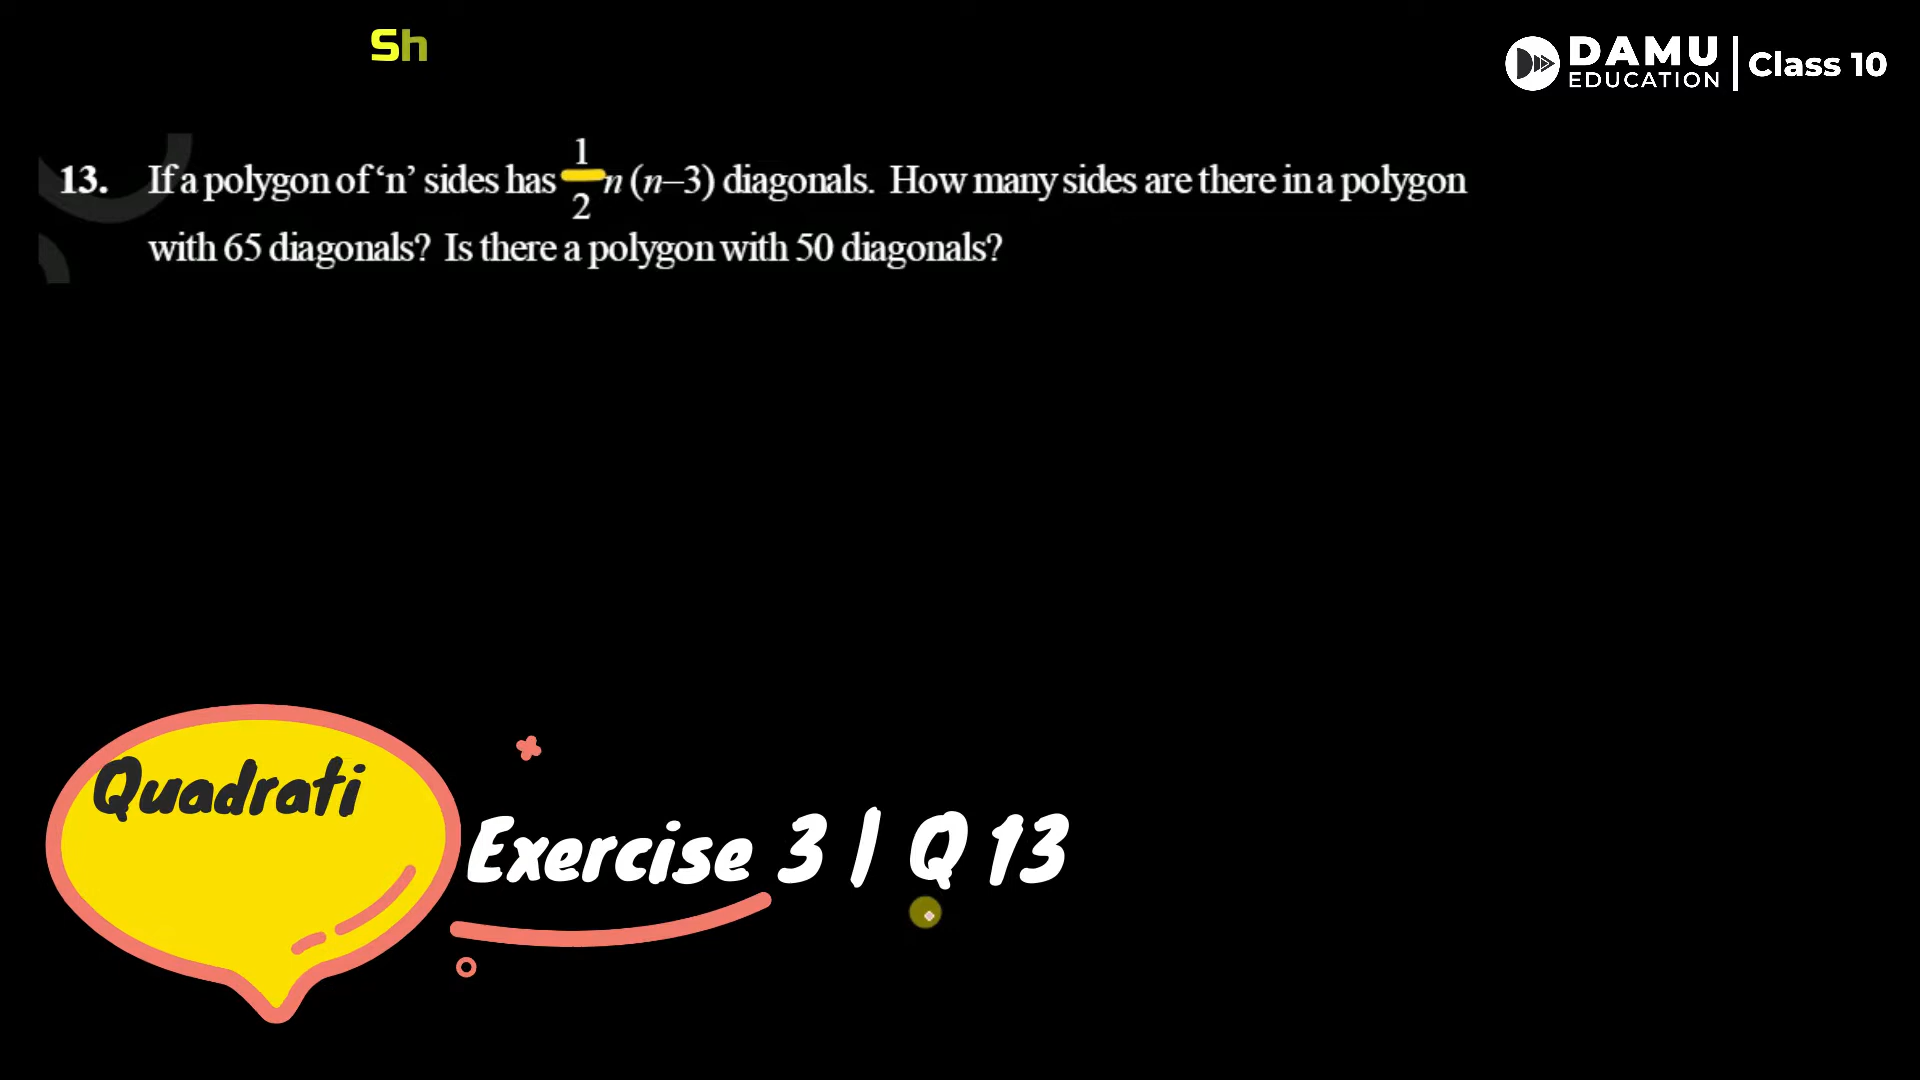 Sh
DAMU
EDUCATION
Class 10
13. If a polygon of ‘n’ sides has 1/2 n (n–3) diagonals. How many sides are there in a polygon
with 65 diagonals? Is there a polygon with 50 diagonals?
Quadrati
Exercise 3 | Q 13